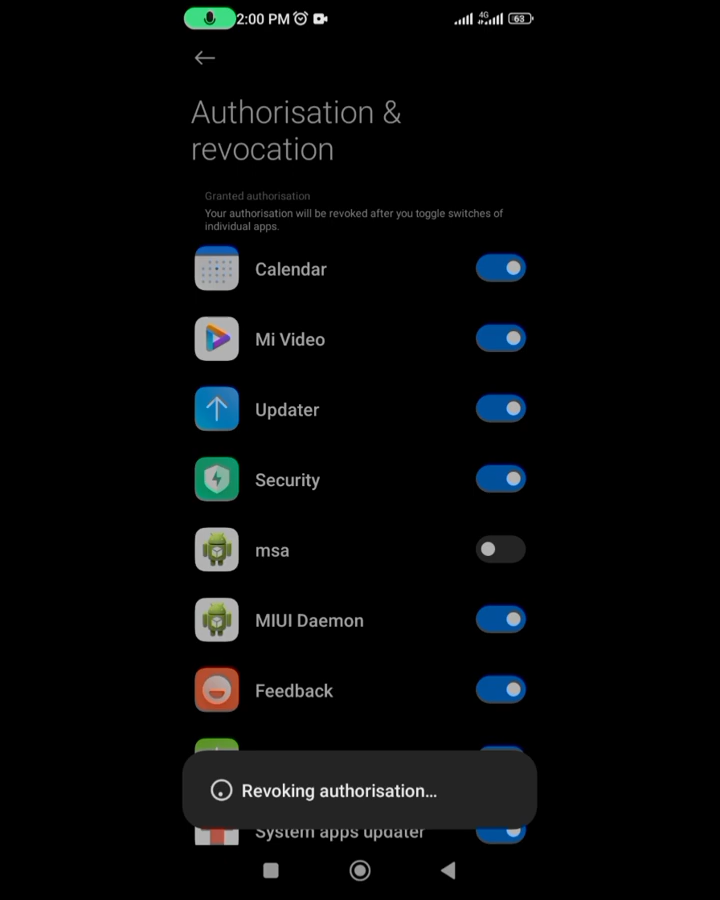 2:00 PM
4G
63
Authorisation &
revocation
Granted authorisation
Your authorisation will be revoked after you toggle switches of
individual apps.
Calendar
Mi Video
Updater
Security
msa
MIUI Daemon
Feedback
Revoking authorisation...
System apps updater